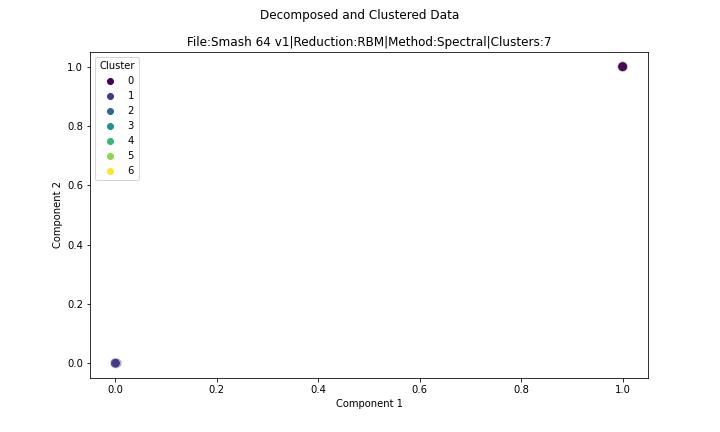 Decomposed and Clustered Data
File:Smash 64 v1|Reduction:RBM|Method:Spectral|Clusters:7
Cluster
0
1
2
3
4
5
6
1.0
0.8
0.6
0.4
0.2
0.0
Component 2
0.0 0.2 0.4 0.6 0.8 1.0
Component 1